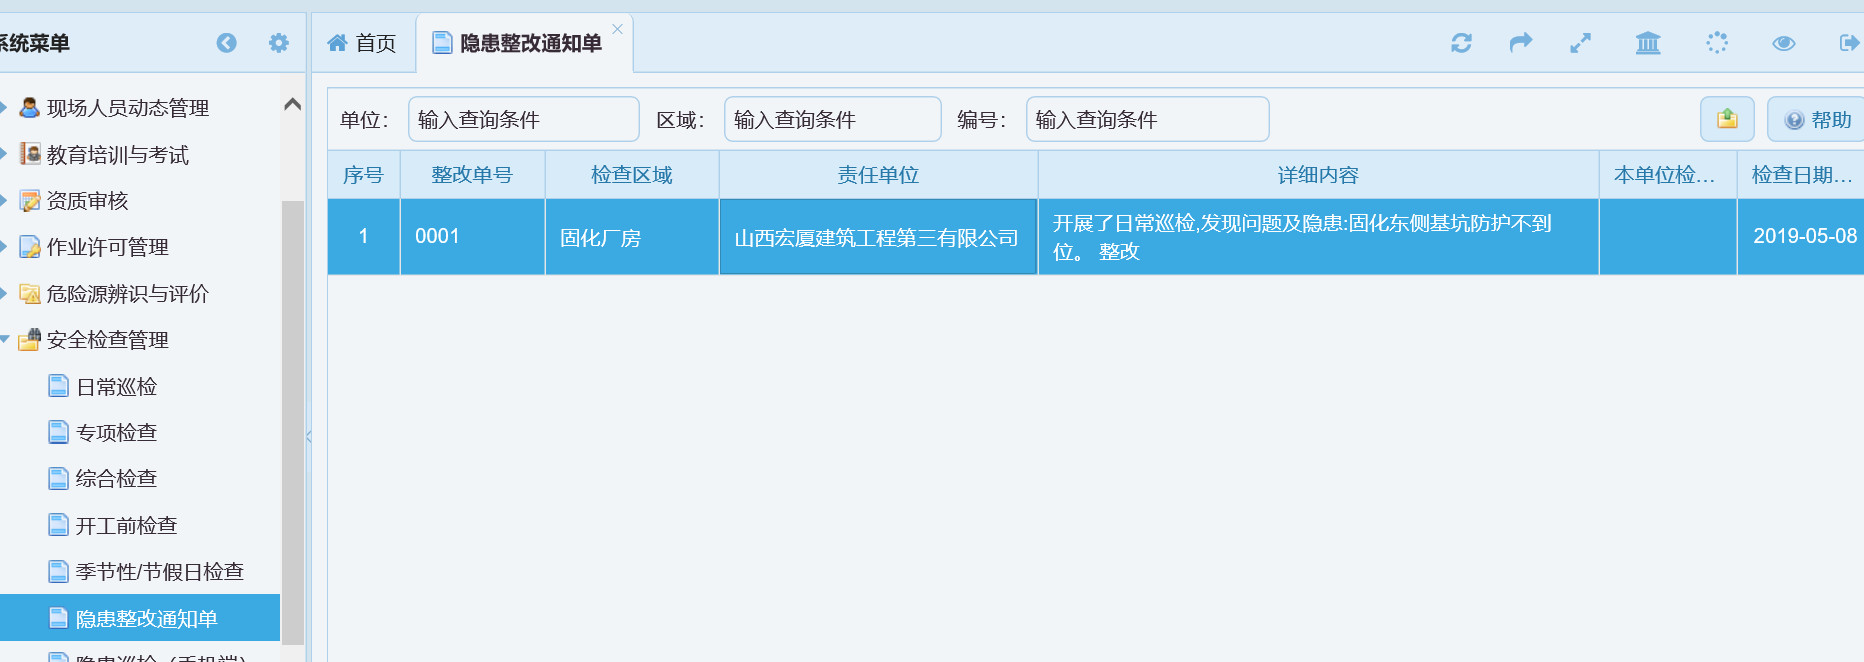 系统菜单
首页
隐患整改通知单
现场人员动态管理
教育培训与考试
资质审核
作业许可管理
危险源辨识与评价
安全检查管理
日常巡检
专项检查
综合检查
开工前检查
季节性/节假日检查
隐患整改通知单
隐患巡检（手机端）
单位： 输入查询条件 区域： 输入查询条件 编号： 输入查询条件 帮助
序号 整改单号 检查区域 责任单位 详细内容 本单位检... 检查日期...
1 0001 固化厂房 山西宏厦建筑工程第三有限公司 开展了日常巡检,发现问题及隐患:固化东侧基坑防护不到 2019-05-08
位。 整改